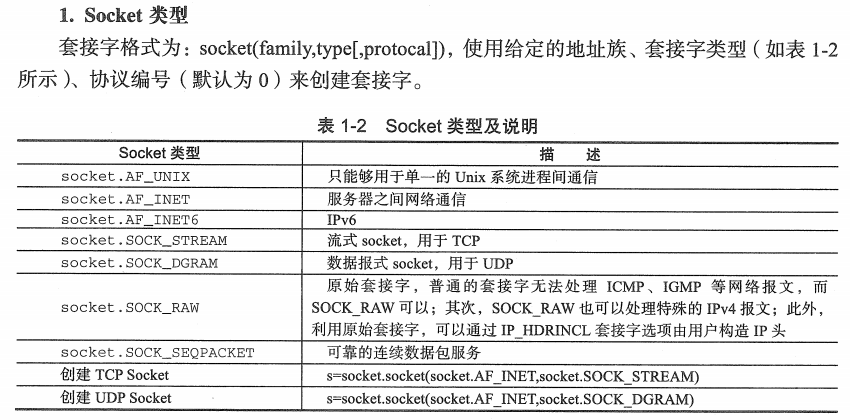 1. Socket 类型
套接字格式为：socket(family,type[,protocal])，使用给定的地址族、套接字类型（如表 1-2
所示）、协议编号（默认为 0）来创建套接字。
表 1-2 Socket 类型及说明
Socket 类型 描 述
socket.AF_UNIX 只能够用于单一的 Unix 系统进程间通信
socket.AF_INET 服务器之间网络通信
socket.AF_INET6 IPv6
socket.SOCK_STREAM 流式 socket，用于 TCP
socket.SOCK_DGRAM 数据报式 socket，用于 UDP
原始套接字，普通的套接字无法处理 ICMP、IGMP 等网络报文，而
socket.SOCK_RAW SOCK_RAW 可以；其次，SOCK_RAW 也可以处理特殊的 IPv4 报文；此外，
利用原始套接字，可以通过 IP_HDRINCL 套接字选项由用户构造 IP 头
socket.SOCK_SEQPACKET 可靠的连续数据包服务
创建 TCP Socket s=socket.socket(socket.AF_INET,socket.SOCK_STREAM)
创建 UDP Socket s=socket.socket(socket.AF_INET,socket.SOCK_DGRAM)